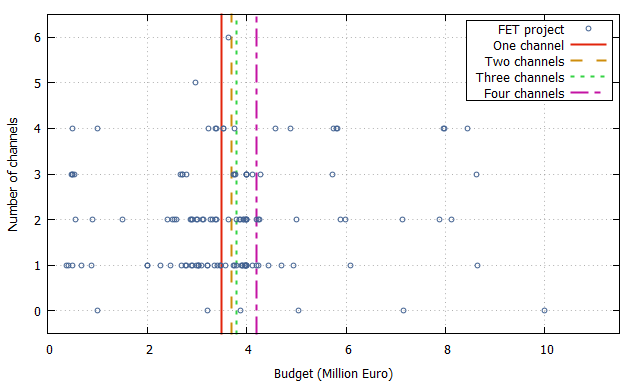 FET project
One channel
Two channels
Three channels
Four channels
Number of channels
6
5
4
3
2
1
0
0 2 4 6 8 10
Budget (Million Euro)